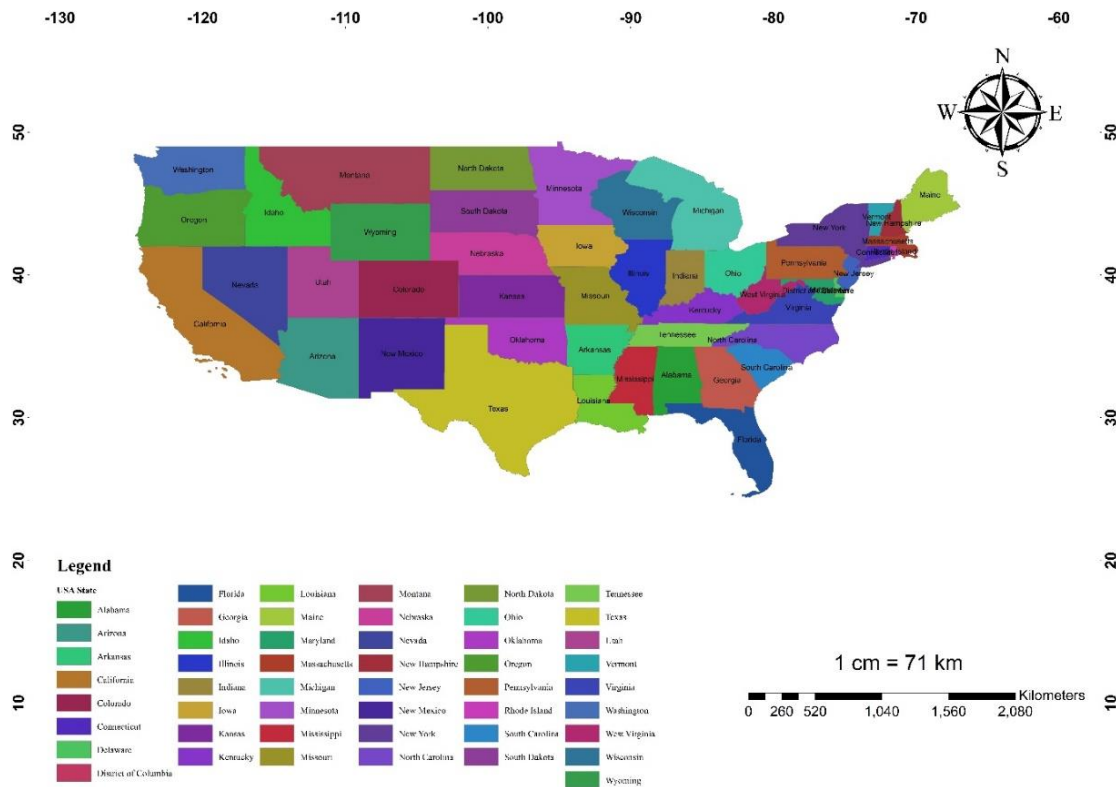 -130 -120 -110 -100 -90 -80 -70 -60
N
W E
S
50 50
Washington
Montana
North Dakota
Minnesota
Maine
Oregon
Idaho
Wyoming
South Dakota
Wisconsin
Michigan
Vermont
New Hampshire
New York
Massachusetts
Nebraska
Iowa
Pennsylvania
New Jersey
40 40
Nevada
Utah
Colorado
Kansas
Missouri
Illinois
Indiana
Ohio
West Virginia
Virginia
Kentucky
California
Arizona
New Mexico
Oklahoma
Arkansas
Tennessee
North Carolina
South Carolina
Mississippi
Alabama
Georgia
Texas
Louisiana
Florida
30 30
20 20
10 10
Legend
USA State
Alabama
Arizona
Arkansas
California
Colorado
Connecticut
Delaware
District of Columbia
Florida
Georgia
Idaho
Illinois
Indiana
Iowa
Kansas
Kentucky
Louisiana
Maine
Maryland
Massachusetts
Michigan
Minnesota
Mississippi
Missouri
Montana
Nebraska
Nevada
New Hampshire
New Jersey
New Mexico
New York
North Carolina
North Dakota
Ohio
Oklahoma
Oregon
Pennsylvania
Rhode Island
South Carolina
South Dakota
Tennessee
Texas
Utah
Vermont
Virginia
Washington
West Virginia
Wisconsin
Wyoming
1 cm = 71 km
Kilometers
0 260 520 1,040 1,560 2,080